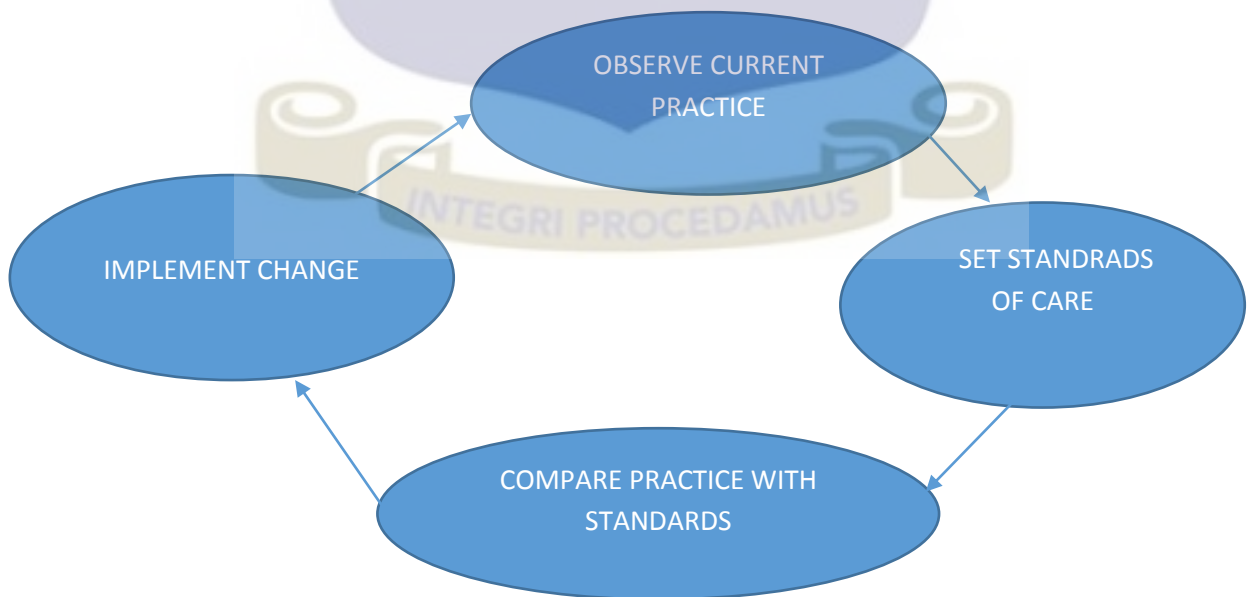 OBSERVE CURRENT
PRACTICE
INTEGRI PROCEDAMUS
IMPLEMENT CHANGE
SET STANDRADS
OF CARE
COMPARE PRACTICE WITH
STANDARDS